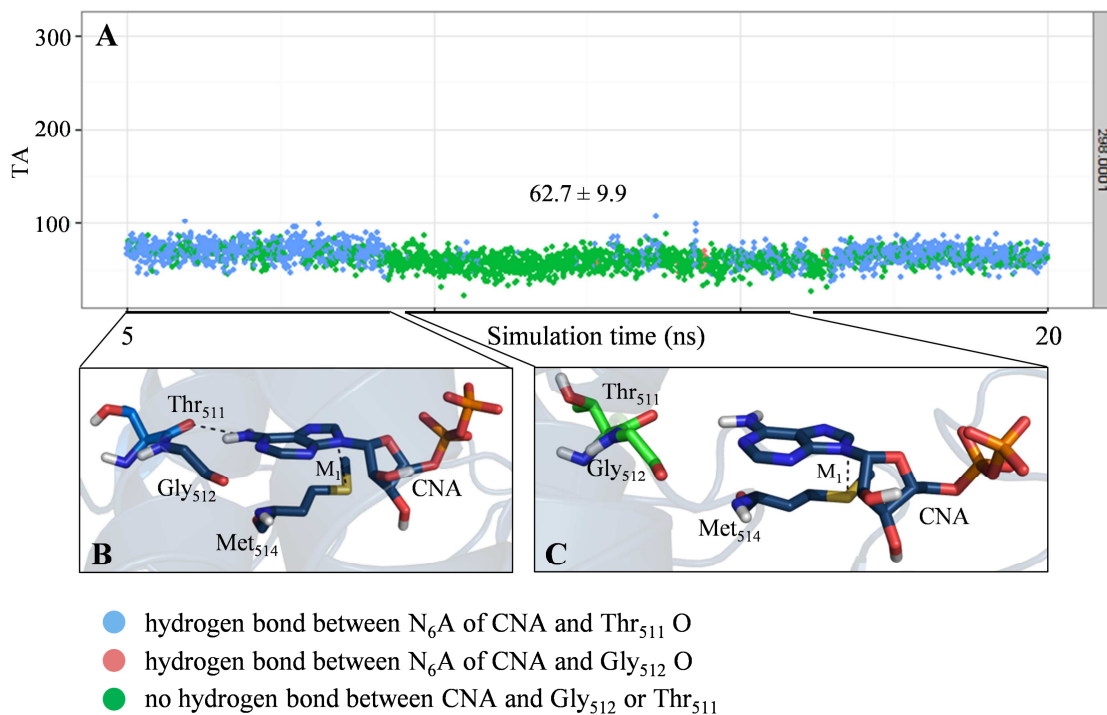 A
300
200
100
TA
62.7 ± 9.9
298.0001
5
Simulation time (ns)
20
Thr511
Gly512
M1
CNA
Met514
B
Thr511
Gly512
M1
CNA
Met514
C
hydrogen bond between N6A of CNA and Thr511 O
hydrogen bond between N6A of CNA and Gly512 O
no hydrogen bond between CNA and Gly512 or Thr511